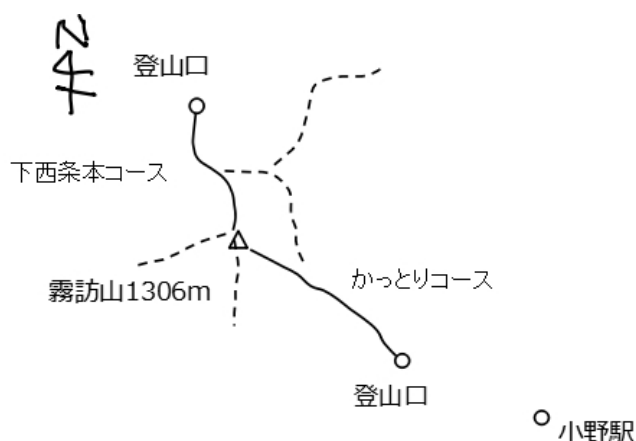 N
登山口
下西条本コース
霧訪山1306m
かっとりコース
登山口
小野駅